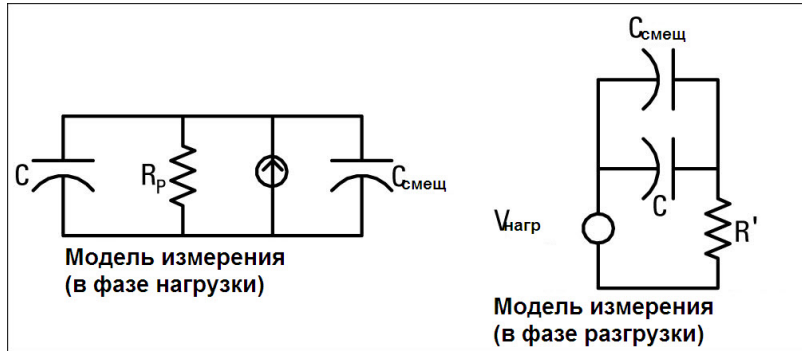 C
Rp
Cсмещ
Модель измерения
(в фазе нагрузки)
Cсмещ
C
Vнагр
R'
Модель измерения
(в фазе разгрузки)